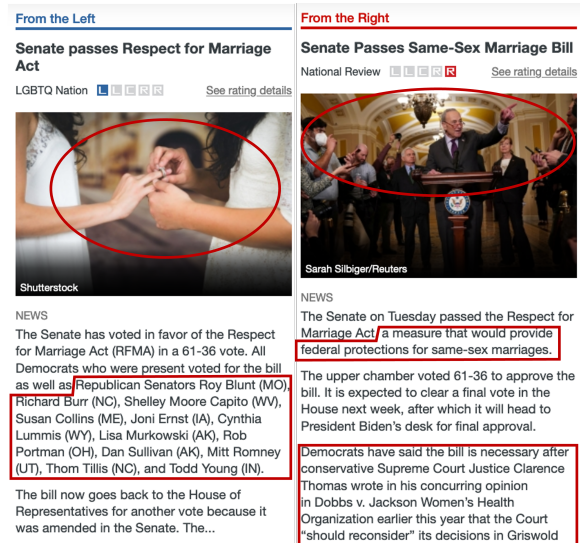 From the Left
Senate passes Respect for Marriage
Act
LGBTQ Nation L L C R R See rating details
Shutterstock
NEWS
The Senate has voted in favor of the Respect
for Marriage Act (RFMA) in a 61-36 vote. All
Democrats who were present voted for the bill
as well as Republican Senators Roy Blunt (MO),
Richard Burr (NC), Shelley Moore Capito (WV),
Susan Collins (ME), Joni Ernst (IA), Cynthia
Lummis (WY), Lisa Murkowski (AK), Rob
Portman (OH), Dan Sullivan (AK), Mitt Romney
(UT), Thom Tillis (NC), and Todd Young (IN).
The bill now goes back to the House of
Representatives for another vote because it
was amended in the Senate. The...
From the Right
Senate Passes Same-Sex Marriage Bill
National Review L L C R R See rating details
Sarah Silbiger/Reuters
NEWS
The Senate on Tuesday passed the Respect for
Marriage Act, a measure that would provide
federal protections for same-sex marriages.
The upper chamber voted 61-36 to approve the
bill. It is expected to clear a final vote in the
House next week, after which it will head to
President Biden's desk for final approval.
Democrats have said the bill is necessary after
conservative Supreme Court Justice Clarence
Thomas wrote in his concurring opinion
in Dobbs v. Jackson Women's Health
Organization earlier this year that the Court
"should reconsider" its decisions in Griswold